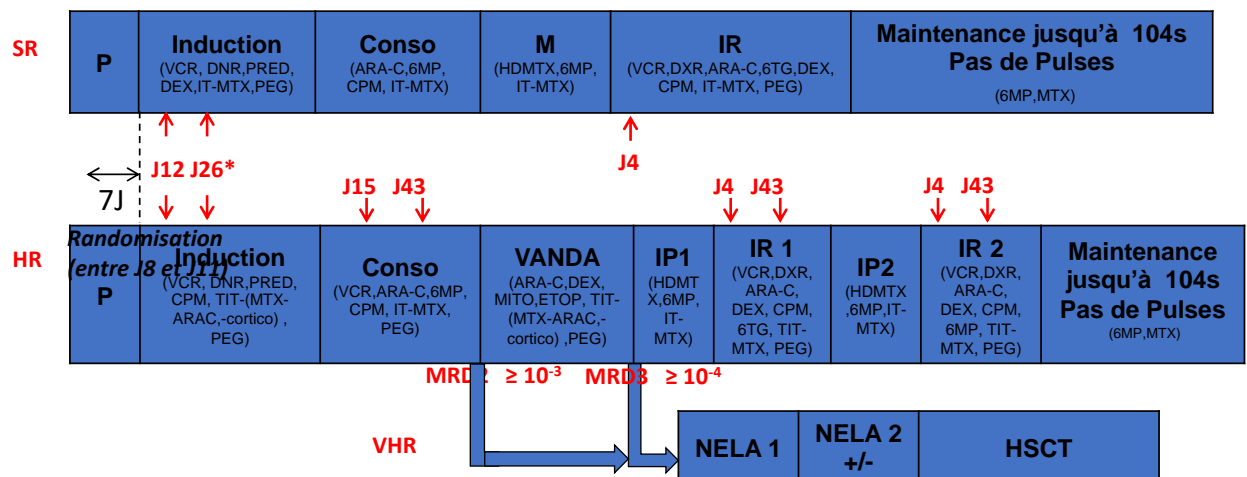 SR
P
Induction
(VCR, DNR,PRED,
DEX,IT-MTX,PEG)
Conso
(ARA-C,6MP,
CPM, IT-MTX)
M
(HDMTX,6MP,
IT-MTX)
IR
(VCR,DXR,ARA-C,6TG,DEX,
CPM, IT-MTX, PEG)
Maintenance jusqu'à 104s
Pas de Pulses
(6MP,MTX)
J12 J26*
J4
7J
J15 J43
J4 J43
J4 J43
HR
Randomisation
(entre J8 et J11)
P
Induction
(VCR, DNR,PRED,
CPM, TIT-(MTX-
ARAC,-cortico) ,
PEG)
Conso
(VCR,ARA-C,6MP,
CPM, IT-MTX,
PEG)
VANDA
(ARA-C,DEX,
MITO,ETOP, TIT-
(MTX-ARAC,-
cortico) ,PEG)
IP1
(HDMT
X,6MP,
IT-
MTX)
IR 1
(VCR,DXR,
ARA-C,
DEX, CPM,
6TG, TIT-
MTX, PEG)
IP2
(HDMTX
,6MP,IT-
MTX)
IR 2
(VCR,DXR,
ARA-C,
DEX, CPM,
6MP, TIT-
MTX, PEG)
Maintenance
jusqu'à 104s
Pas de Pulses
(6MP,MTX)
MRD2 ≥ 10⁻³ MRD3 ≥ 10⁻⁴
VHR
NELA 1
NELA 2
+/-
HSCT